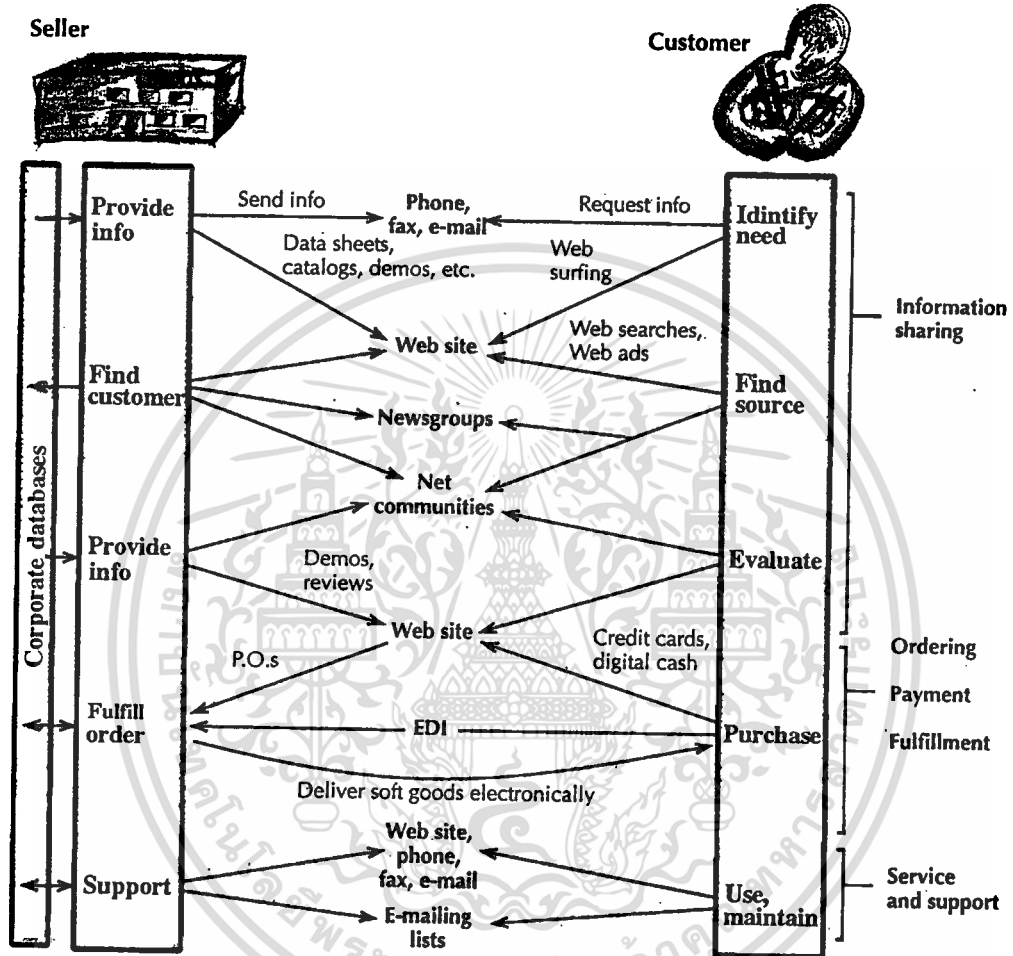 Seller
Customer
Corporate databases
Provide
info
Send info
Phone,
fax, e-mail
Request info
Idintify
need
Data sheets,
catalogs, demos, etc.
Web
surfing
Information
sharing
Web site
Web searches,
Web ads
Find
customer
Find
source
Newsgroups
Net
communities
Provide
info
Demos,
reviews
Evaluate
Web site
Credit cards,
digital cash
Ordering
P.O.s
Payment
Fulfill
order
EDI
Purchase
Fulfillment
Deliver soft goods electronically
Web site,
phone,
fax, e-mail
Support
Use,
maintain
Service
and support
E-mailing
lists